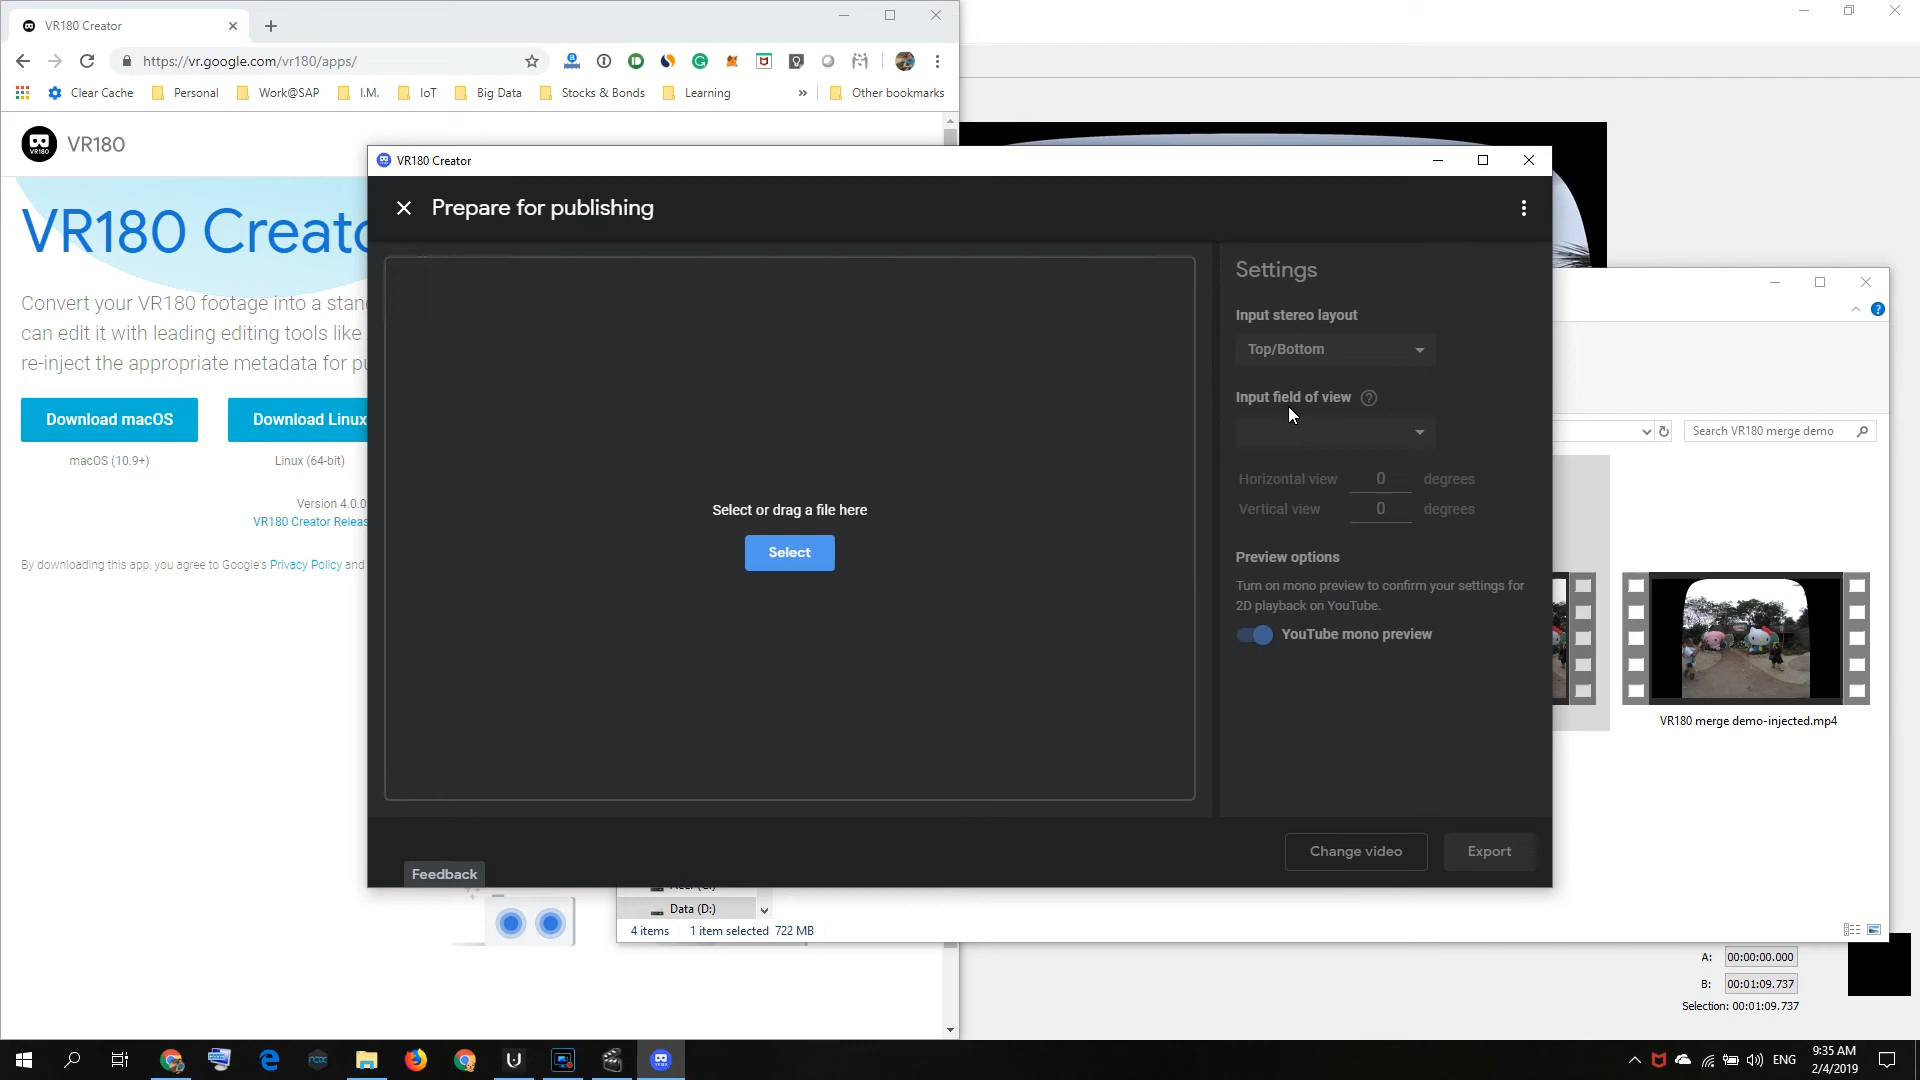 VR180 Creator
https://vr.google.com/vr180/apps/
Clear Cache
Personal
Work@SAP
I.M.
IoT
Big Data
Stocks & Bonds
Learning
»
Other bookmarks
VR180
VR180 Creato
Convert your VR180 footage into a stan
can edit it with leading editing tools like
re-inject the appropriate metadata for pu
Download macOS
Download Linux
macOS (10.9+)
Linux (64-bit)
Version 4.0.0
VR180 Creator Releas
By downloading this app, you agree to Google's Privacy Policy and
VR180 Creator
Prepare for publishing
Select or drag a file here
Select
Settings
Input stereo layout
Top/Bottom
Input field of view ?
Horizontal view 0 degrees
Vertical view 0 degrees
Preview options
Turn on mono preview to confirm your settings for
2D playback on YouTube.
YouTube mono preview
Change video
Export
Feedback
Search VR180 merge demo
VR180 merge demo-injected.mp4
Data (D:)
4 items
1 item selected 722 MB
A: 00:00:00.000
B: 00:01:09.737
Selection: 00:01:09.737
ENG
9:35 AM
2/4/2019